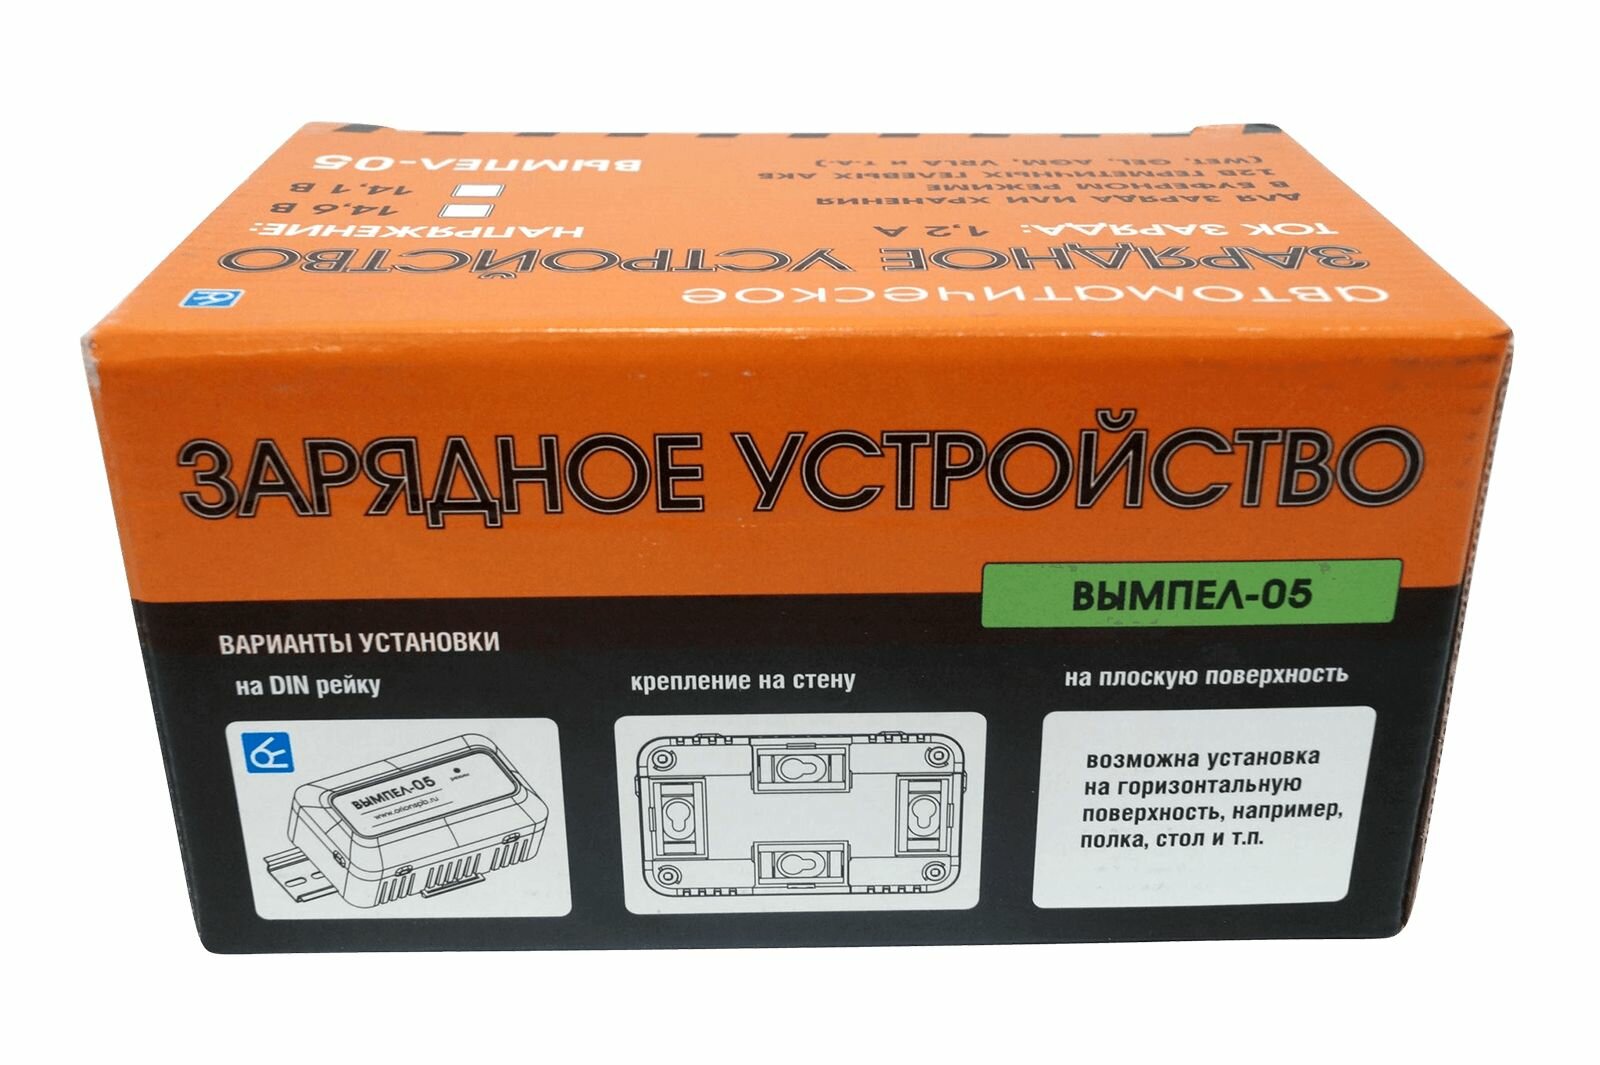 автоматическое
ЗАРЯДНОЕ УСТРОЙСТВО
ТОК ЗАРЯДА: 1,2 А
НАПРЯЖЕНИЕ:
14,6 В
14,1 В
ДЛЯ ЗАРЯДА ИЛИ ХРАНЕНИЯ
В БУФЕРНОМ РЕЖИМЕ
12В ГЕРМЕТИЧНЫХ ГЕЛЕВЫХ АКБ
(WET, GEL, AGM, VRLA И Т.Д.)
ВЫМПЕЛ-05
ЗАРЯДНОЕ УСТРОЙСТВО
ВЫМПЕЛ-05
ВАРИАНТЫ УСТАНОВКИ
на DIN рейку
крепление на стену
на плоскую поверхность
ВЫМПЕЛ-05
www.orionspb.ru
режим
возможна установка
на горизонтальную
поверхность, например,
полка, стол и т.п.